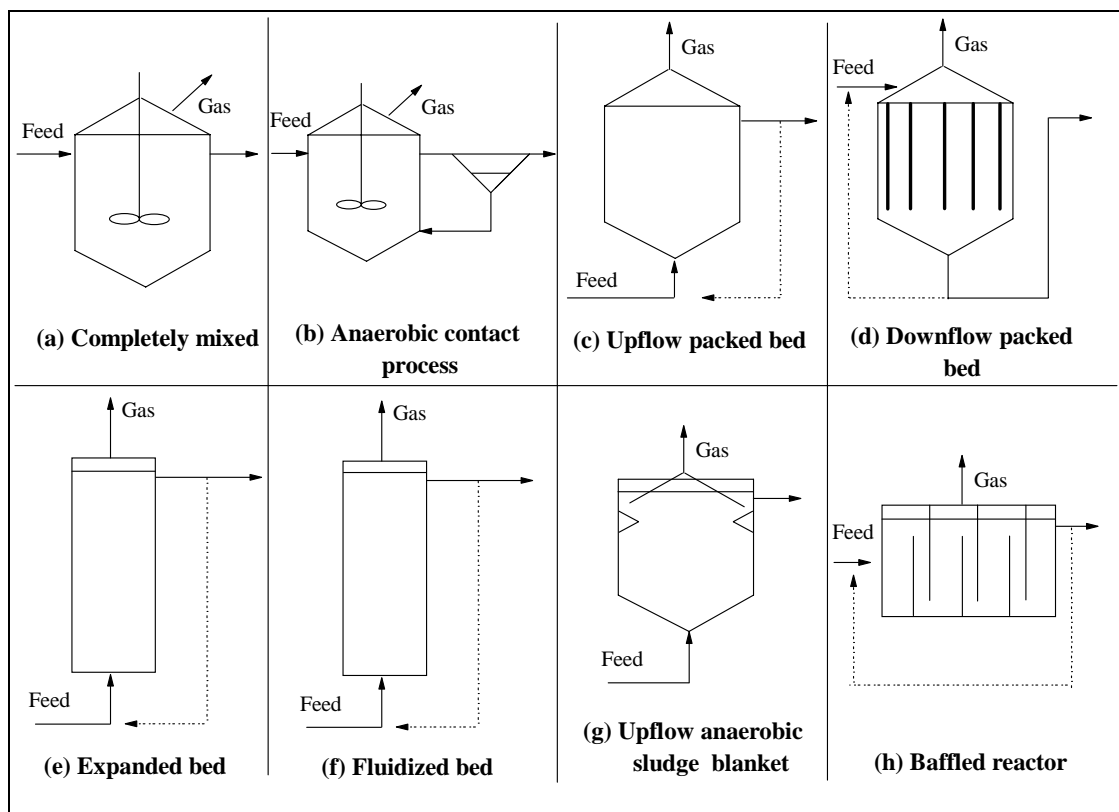 Feed
Gas
(a) Completely mixed
Feed
Gas
(b) Anaerobic contact
process
Gas
Feed
(c) Upflow packed bed
Gas
Feed
(d) Downflow packed
bed
Gas
Feed
(e) Expanded bed
Gas
Feed
(f) Fluidized bed
Gas
Feed
(g) Upflow anaerobic
sludge blanket
Gas
Feed
(h) Baffled reactor